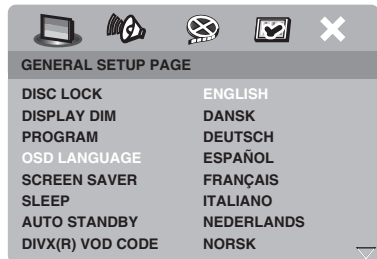 GENERAL SETUP PAGE
DISC LOCK ENGLISH
DISPLAY DIM DANSK
PROGRAM DEUTSCH
OSD LANGUAGE ESPAÑOL
SCREEN SAVER FRANÇAIS
SLEEP ITALIANO
AUTO STANDBY NEDERLANDS
DIVX(R) VOD CODE NORSK